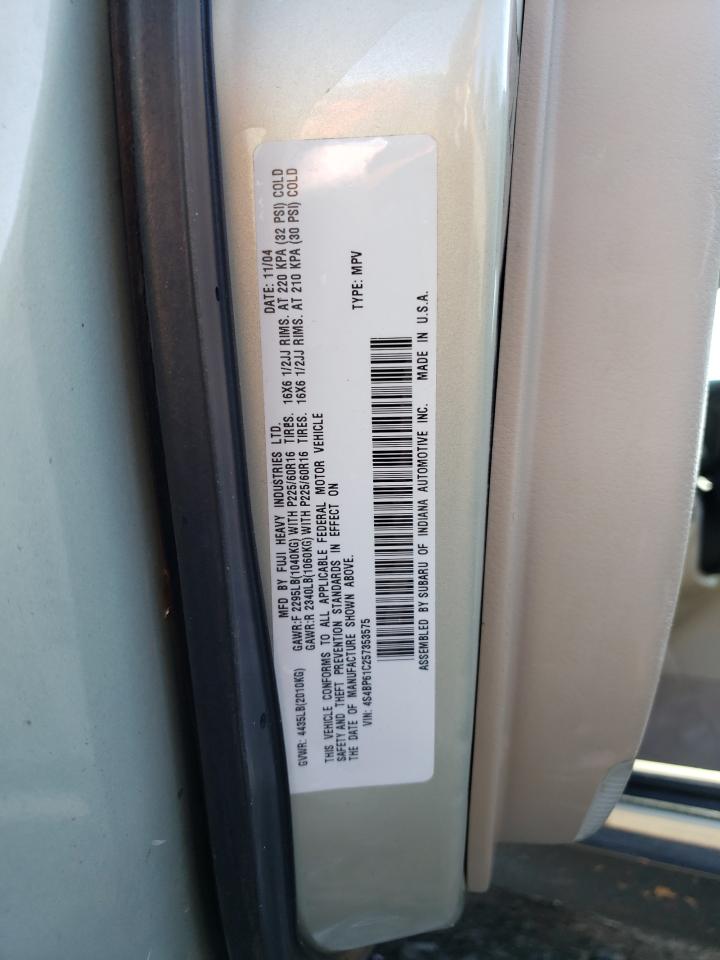 MFD BY FUJI HEAVY INDUSTRIES LTD. DATE: 11/04
GVWR: 4435LB(2010KG) GAWR:F 2295LB(1040KG) WITH P225/60R16 TIRES. 16X6 1/2JJ RIMS. AT 220 KPA (32 PSI) COLD
GAWR:R 2340LB(1060KG) WITH P225/60R16 TIRES. 16X6 1/2JJ RIMS. AT 210 KPA (30 PSI) COLD
THIS VEHICLE CONFORMS TO ALL APPLICABLE FEDERAL MOTOR VEHICLE
SAFETY AND THEFT PREVENTION STANDARDS IN EFFECT ON
THE DATE OF MANUFACTURE SHOWN ABOVE.
VIN: 4S4BP61C257353575 TYPE: MPV
ASSEMBLED BY SUBARU OF INDIANA AUTOMOTIVE INC. MADE IN U.S.A.